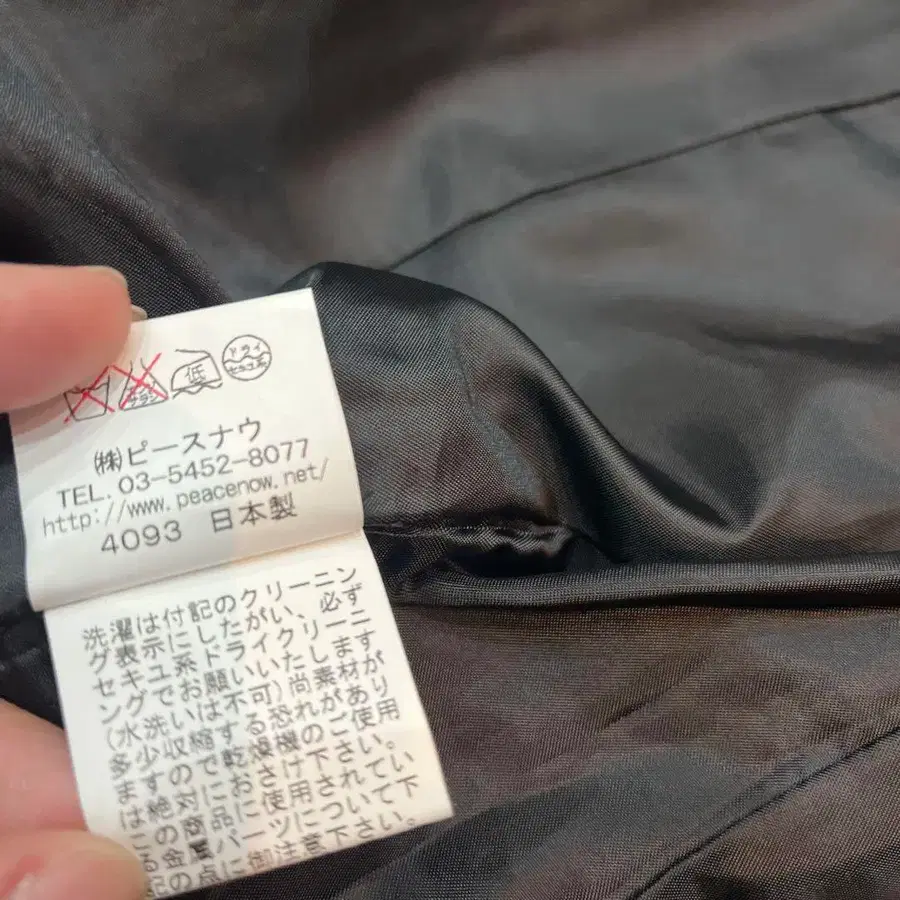 エンソサラシ
低
ドライ
セキユ系
㈱ピースナウ
TEL. 03-5452-8077
http://www.peacenow.net/
4093 日本製
洗濯は付記のクリーニン
グ表示にしたがい、必ず
セキユ系ドライクリーニ
ングでお願いいたします
(水洗いは不可)尚素材が
多少収縮する恐れがあり
ますので乾燥機のご使用
は絶対におさけ下さい。
この商品に使用されてい
る金属パーツについて下
記の点に御注意下さい。